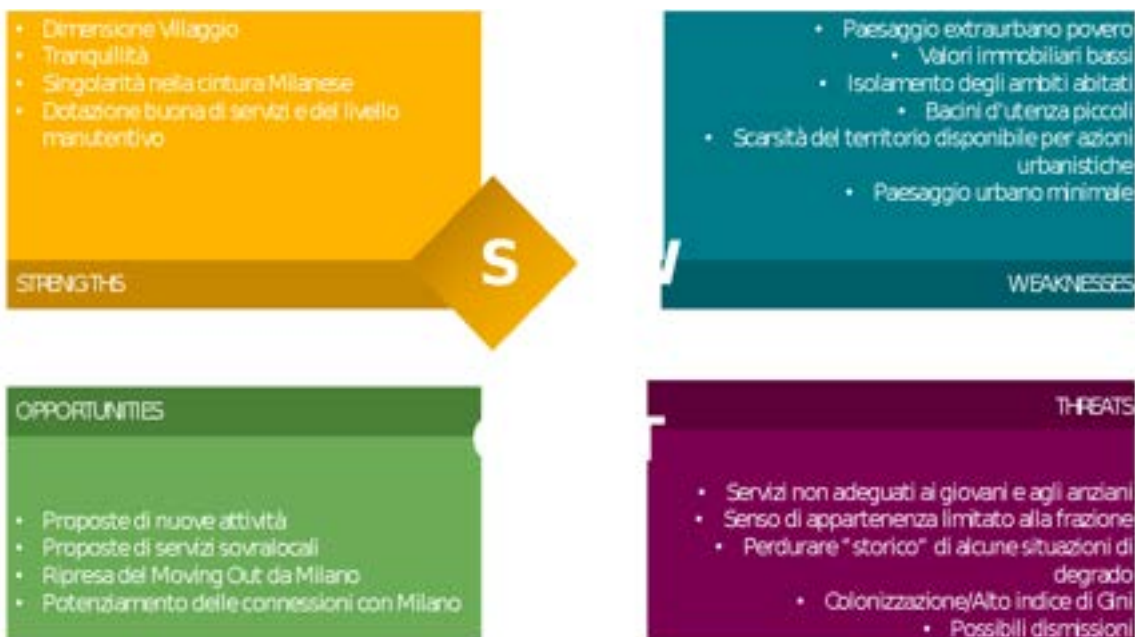 • Dimensione Villaggio
• Tranquillità
• Singolarità nella cintura Milanese
• Dotazione buona di servizi e del livello
manutentivo
STRENGTHS
S
• Paesaggio extraurbano povero
• Valori immobiliari bassi
• Isolamento degli ambiti abitati
• Bacini d'utenza piccoli
• Scarsità del territorio disponibile per azioni
urbanistiche
• Paesaggio urbano minimale
W
WEAKNESSES
OPPORTUNITIES
• Proposte di nuove attività
• Proposte di servizi sovralocali
• Ripresa del Moving Out da Milano
• Potenziamento delle connessioni con Milano
THREATS
T
• Servizi non adeguati ai giovani e agli anziani
• Senso di appartenenza limitato alla frazione
• Perdurare "storico" di alcune situazioni di
degrado
• Colonizzazione/Alto indice di Gini
• Possibili dismissioni